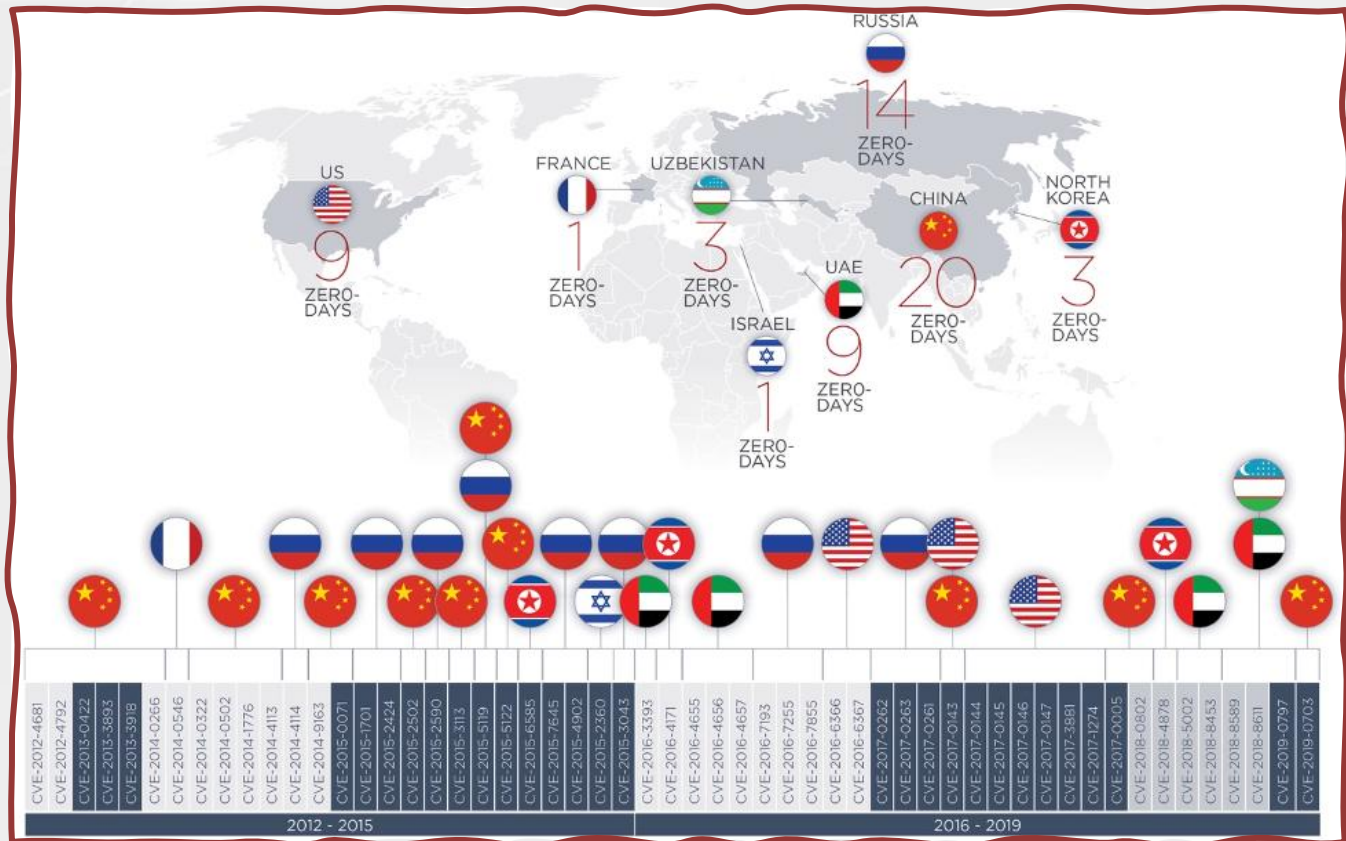 RUSSIA
14
ZERO-
DAYS
US
9
ZERO-
DAYS
FRANCE
1
ZERO-
DAYS
UZBEKISTAN
3
ZERO-
DAYS
CHINA
20
ZERO-
DAYS
NORTH
KOREA
3
ZERO-
DAYS
UAE
9
ZERO-
DAYS
ISRAEL
1
ZERO-
DAYS
CVE-2012-4681
CVE-2012-4792
CVE-2013-0422
CVE-2013-3893
CVE-2013-3918
CVE-2014-0266
CVE-2014-0546
CVE-2014-0322
CVE-2014-0502
CVE-2014-1776
CVE-2014-4113
CVE-2014-4114
CVE-2014-9163
CVE-2015-0071
CVE-2015-1701
CVE-2015-2424
CVE-2015-2502
CVE-2015-2590
CVE-2015-3113
CVE-2015-5119
CVE-2015-5122
CVE-2015-6585
CVE-2015-7645
CVE-2015-4902
CVE-2015-2360
CVE-2015-3043
CVE-2016-3393
CVE-2016-4171
CVE-2016-4655
CVE-2016-4656
CVE-2016-4657
CVE-2016-7193
CVE-2016-7255
CVE-2016-7855
CVE-2016-6366
CVE-2016-6367
CVE-2017-0262
CVE-2017-0263
CVE-2017-0261
CVE-2017-0143
CVE-2017-0144
CVE-2017-0145
CVE-2017-0146
CVE-2017-0147
CVE-2017-3881
CVE-2017-1274
CVE-2017-0005
CVE-2018-0802
CVE-2018-4878
CVE-2018-5002
CVE-2018-8453
CVE-2018-8589
CVE-2018-8611
CVE-2019-0797
CVE-2019-0703
2012 - 2015
2016 - 2019